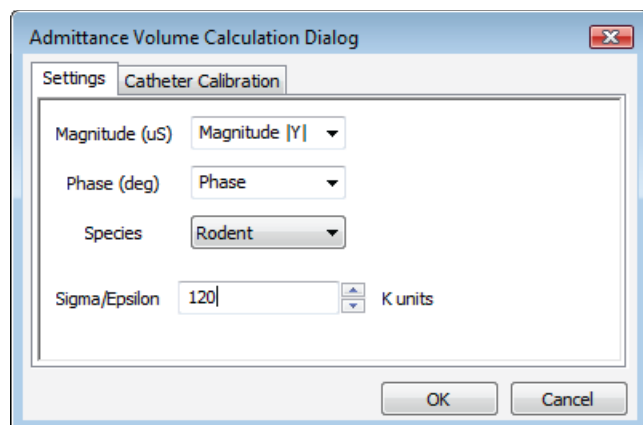 Admittance Volume Calculation Dialog
Settings Catheter Calibration
Magnitude (uS) Magnitude |Y|
Phase (deg) Phase
Species Rodent
Sigma/Epsilon 120 K units
OK Cancel